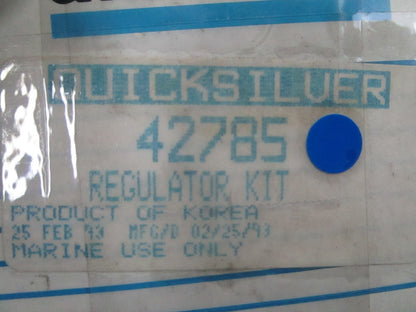 QUICKSILVER
42785
REGULATOR KIT
PRODUCT OF KOREA
25 FEB 93 MFG/D 02/25/93
MARINE USE ONLY